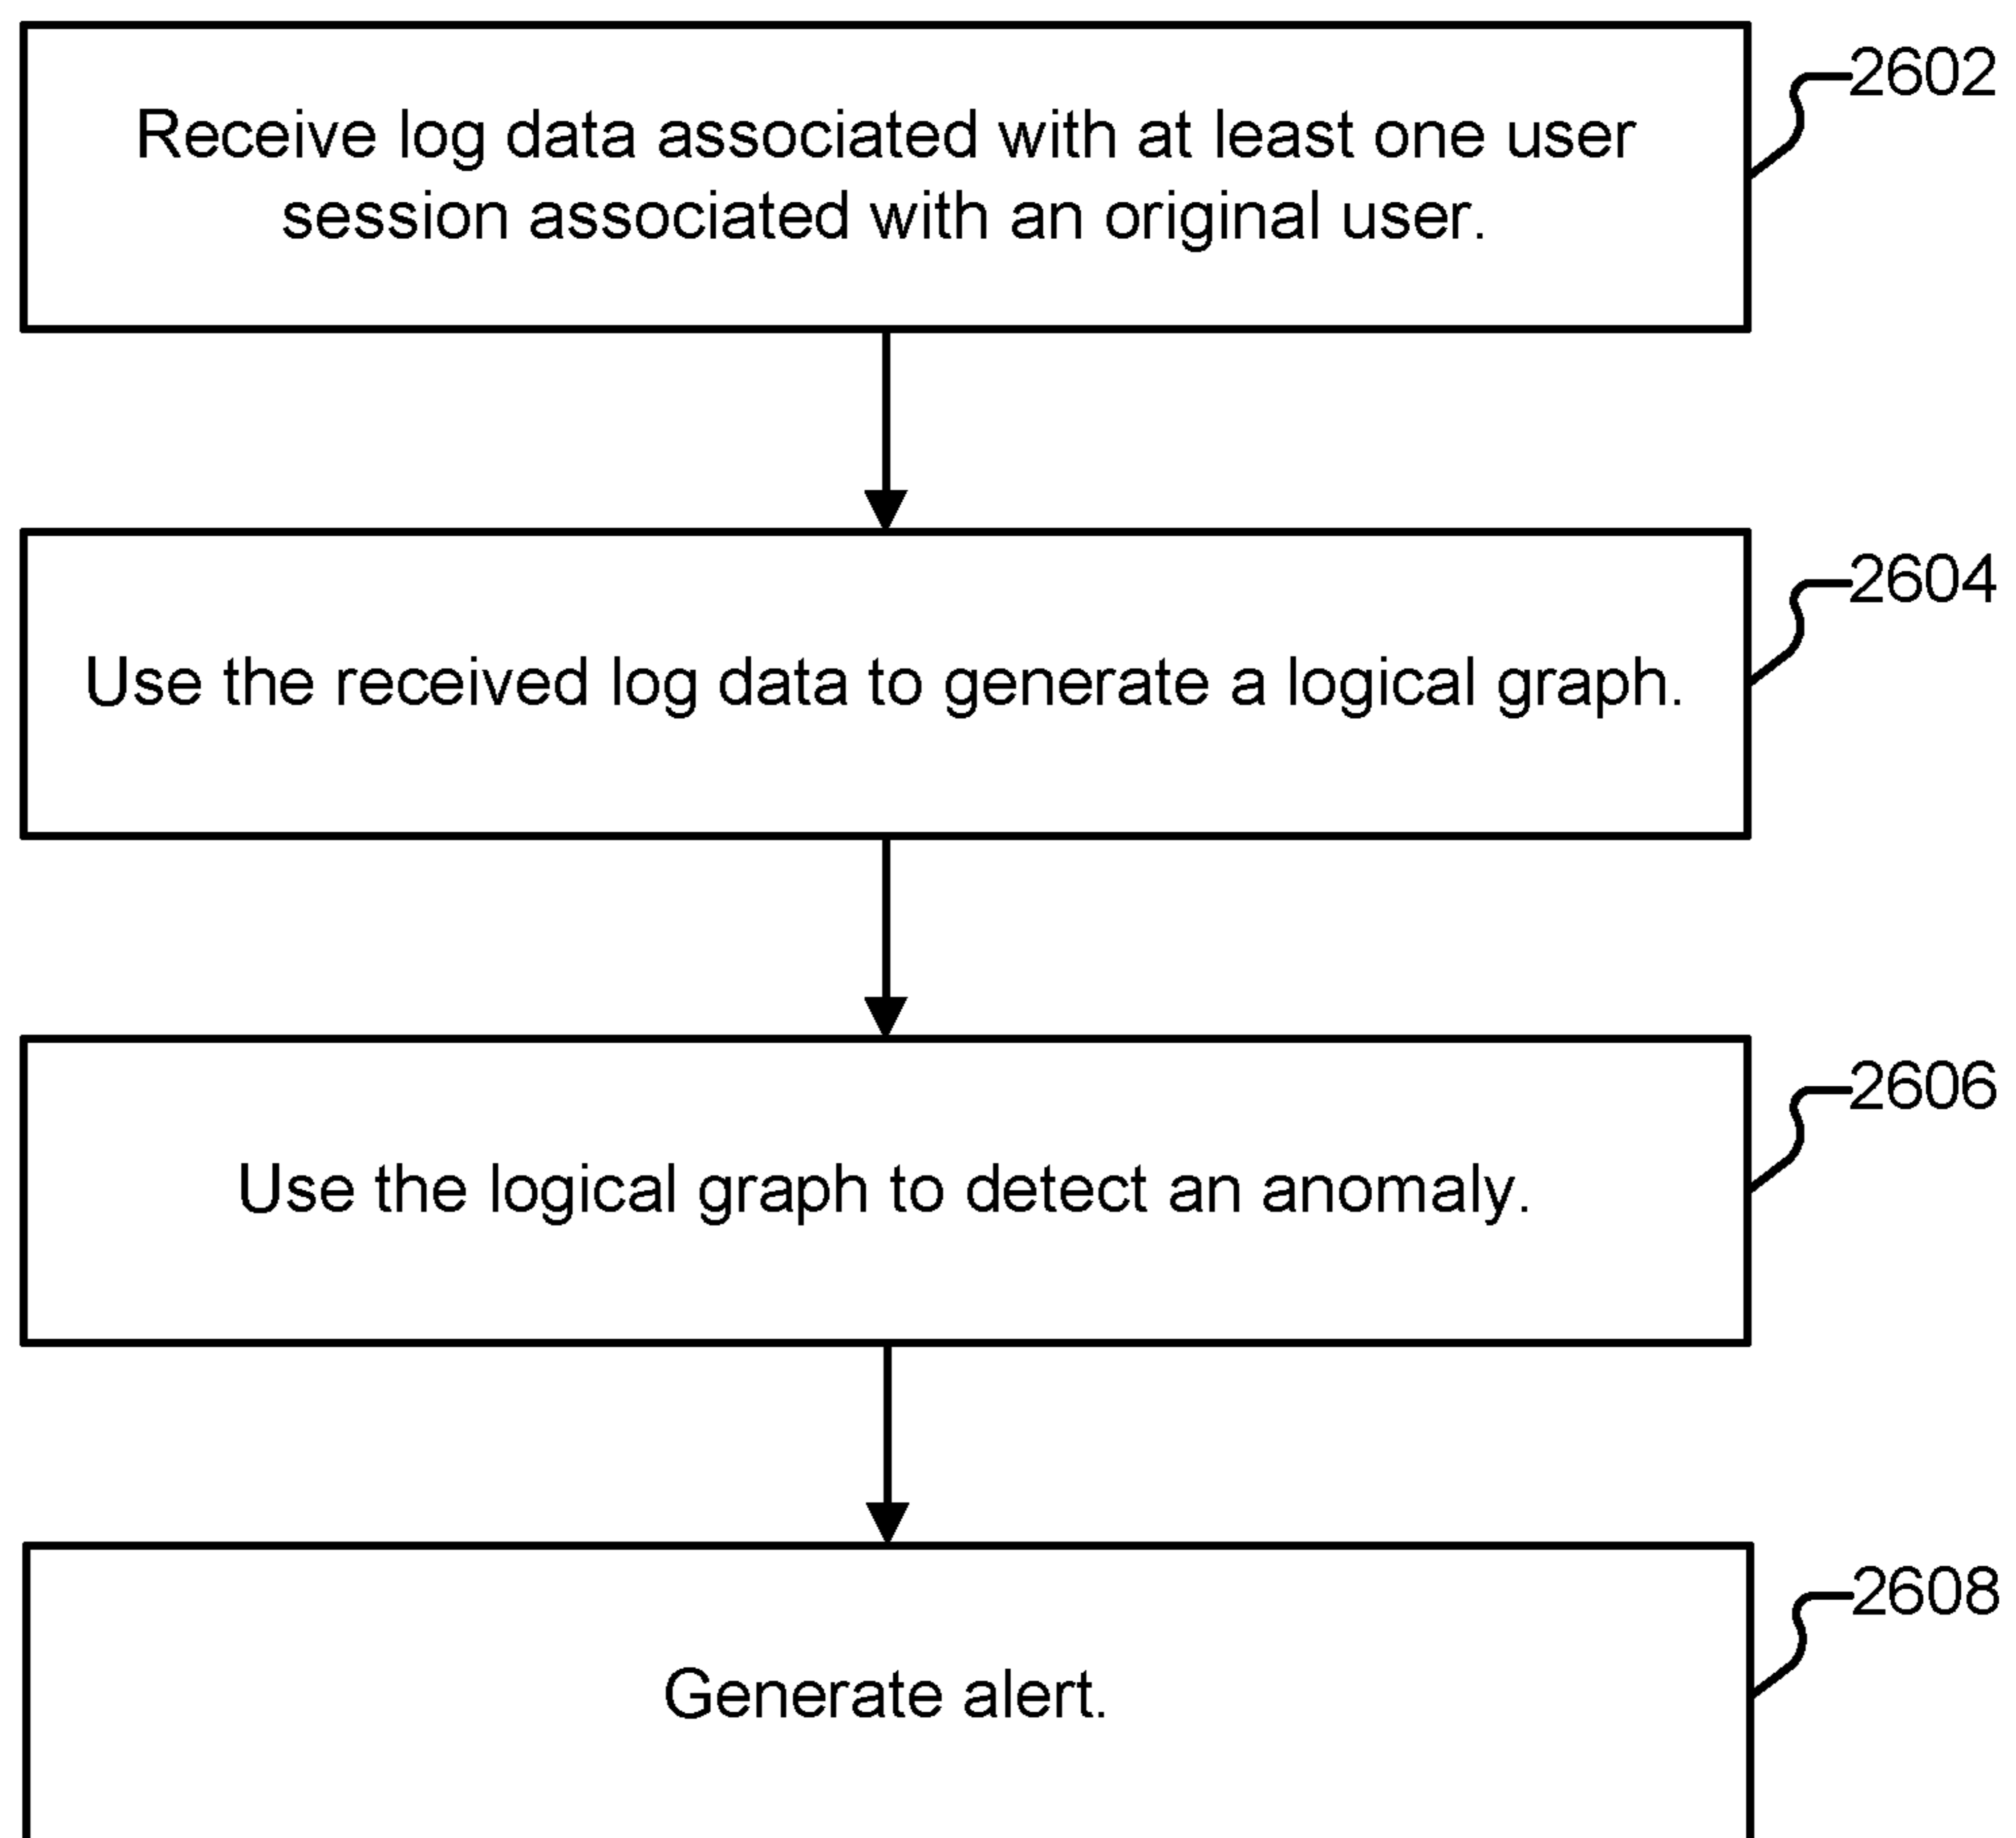 2602
Receive log data associated with at least one user
session associated with an original user.
2604
Use the received log data to generate a logical graph.
2606
Use the logical graph to detect an anomaly.
2608
Generate alert.